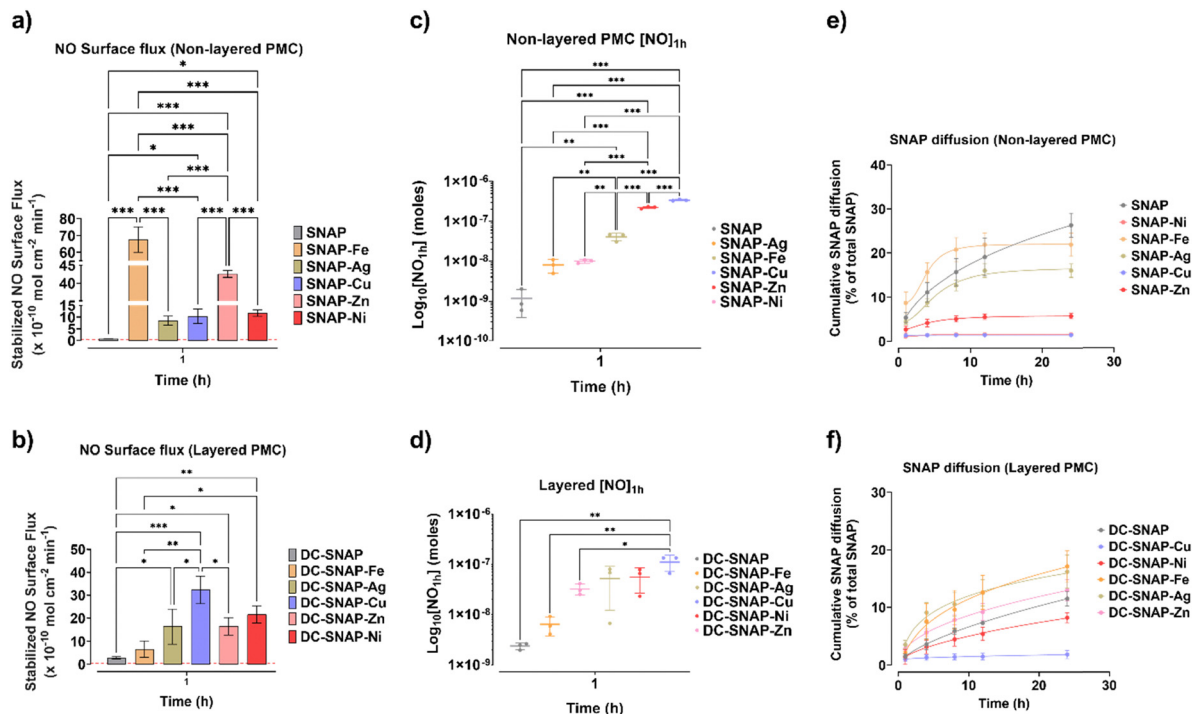 a)
NO Surface flux (Non-layered PMC)
*
***
***
***
*
***
***
*** *** *** ***
Stabilized NO Surface Flux
(x 10⁻¹⁰ mol cm⁻² min⁻¹)
80
70
60
50
45
40
15
10
5
0
1
Time (h)
SNAP
SNAP-Fe
SNAP-Ag
SNAP-Cu
SNAP-Zn
SNAP-Ni
b)
NO Surface flux (Layered PMC)
**
*
*
***
**
* * *
Stabilized NO Surface Flux
(x 10⁻¹⁰ mol cm⁻² min⁻¹)
50
40
30
20
10
0
1
Time (h)
DC-SNAP
DC-SNAP-Fe
DC-SNAP-Ag
DC-SNAP-Cu
DC-SNAP-Zn
DC-SNAP-Ni
c)
Non-layered PMC [NO]1h
***
***
***
***
***
**
***
** ***
** *** ***
Log10[NO1h] (moles)
1×10⁻⁶
1×10⁻⁷
1×10⁻⁸
1×10⁻⁹
1×10⁻¹⁰
1
Time (h)
SNAP
SNAP-Ag
SNAP-Fe
SNAP-Cu
SNAP-Zn
SNAP-Ni
d)
Layered [NO]1h
**
**
*
Log10[NO1h] (moles)
1×10⁻⁶
1×10⁻⁷
1×10⁻⁸
1×10⁻⁹
1
Time (h)
DC-SNAP
DC-SNAP-Fe
DC-SNAP-Ag
DC-SNAP-Cu
DC-SNAP-Ni
DC-SNAP-Zn
e)
SNAP diffusion (Non-layered PMC)
Cumulative SNAP diffusion
(% of total SNAP)
40
30
20
10
0
0 10 20 30
Time (h)
SNAP
SNAP-Ni
SNAP-Fe
SNAP-Ag
SNAP-Cu
SNAP-Zn
f)
SNAP diffusion (Layered PMC)
Cumulative SNAP diffusion
(% of total SNAP)
30
20
10
0
0 10 20 30
Time (h)
DC-SNAP
DC-SNAP-Cu
DC-SNAP-Ni
DC-SNAP-Fe
DC-SNAP-Ag
DC-SNAP-Zn